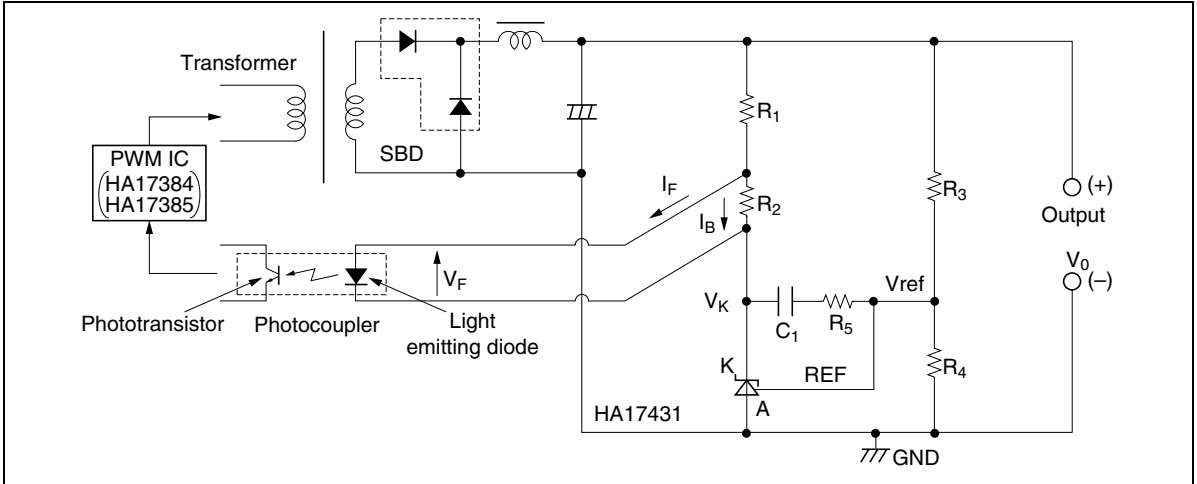 Transformer
SBD
PWM IC
HA17384
HA17385
Phototransistor
Photocoupler
Light
emitting diode
VF
IF
IB
R1
R2
R3
(+)
Output
V0
(–)
VK
C1
R5
Vref
R4
K
REF
A
HA17431
GND